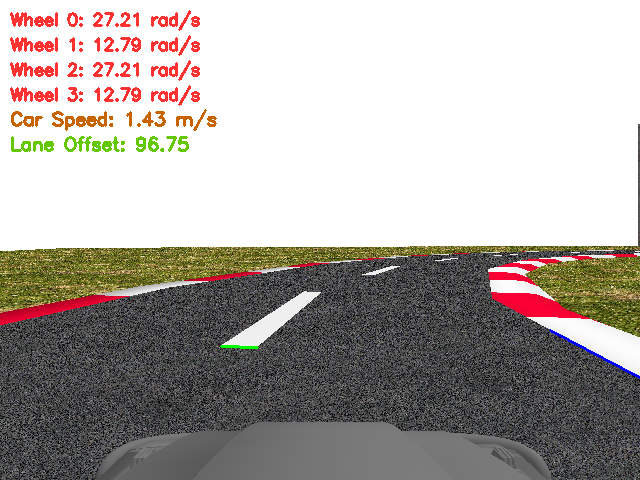 Wheel 0: 27.21 rad/s
Wheel 1: 12.79 rad/s
Wheel 2: 27.21 rad/s
Wheel 3: 12.79 rad/s
Car Speed: 1.43 m/s
Lane Offset: 96.75